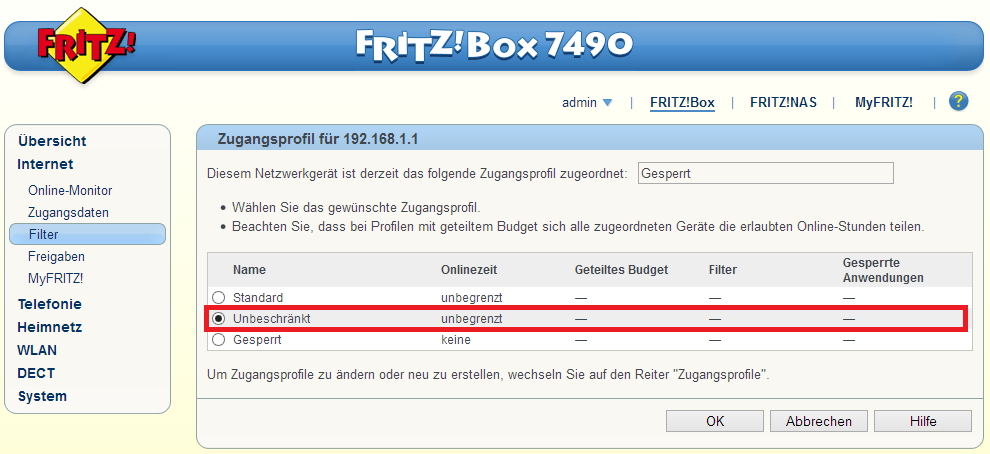 FRITZ!
FRITZ!Box 7490
admin | FRITZ!Box | FRITZ!NAS | MyFRITZ! | ?
Übersicht
Internet
Online-Monitor
Zugangsdaten
Filter
Freigaben
MyFRITZ!
Telefonie
Heimnetz
WLAN
DECT
System
Zugangsprofil für 192.168.1.1
Diesem Netzwerkgerät ist derzeit das folgende Zugangsprofil zugeordnet: Gesperrt
• Wählen Sie das gewünschte Zugangsprofil.
• Beachten Sie, dass bei Profilen mit geteiltem Budget sich alle zugeordneten Geräte die erlaubten Online-Stunden teilen.
Name Onlinezeit Geteiltes Budget Filter Gesperrte
Anwendungen
Standard unbegrenzt — — —
Unbeschränkt unbegrenzt — — —
Gesperrt keine — — —
Um Zugangsprofile zu ändern oder neu zu erstellen, wechseln Sie auf den Reiter "Zugangsprofile".
OK Abbrechen Hilfe